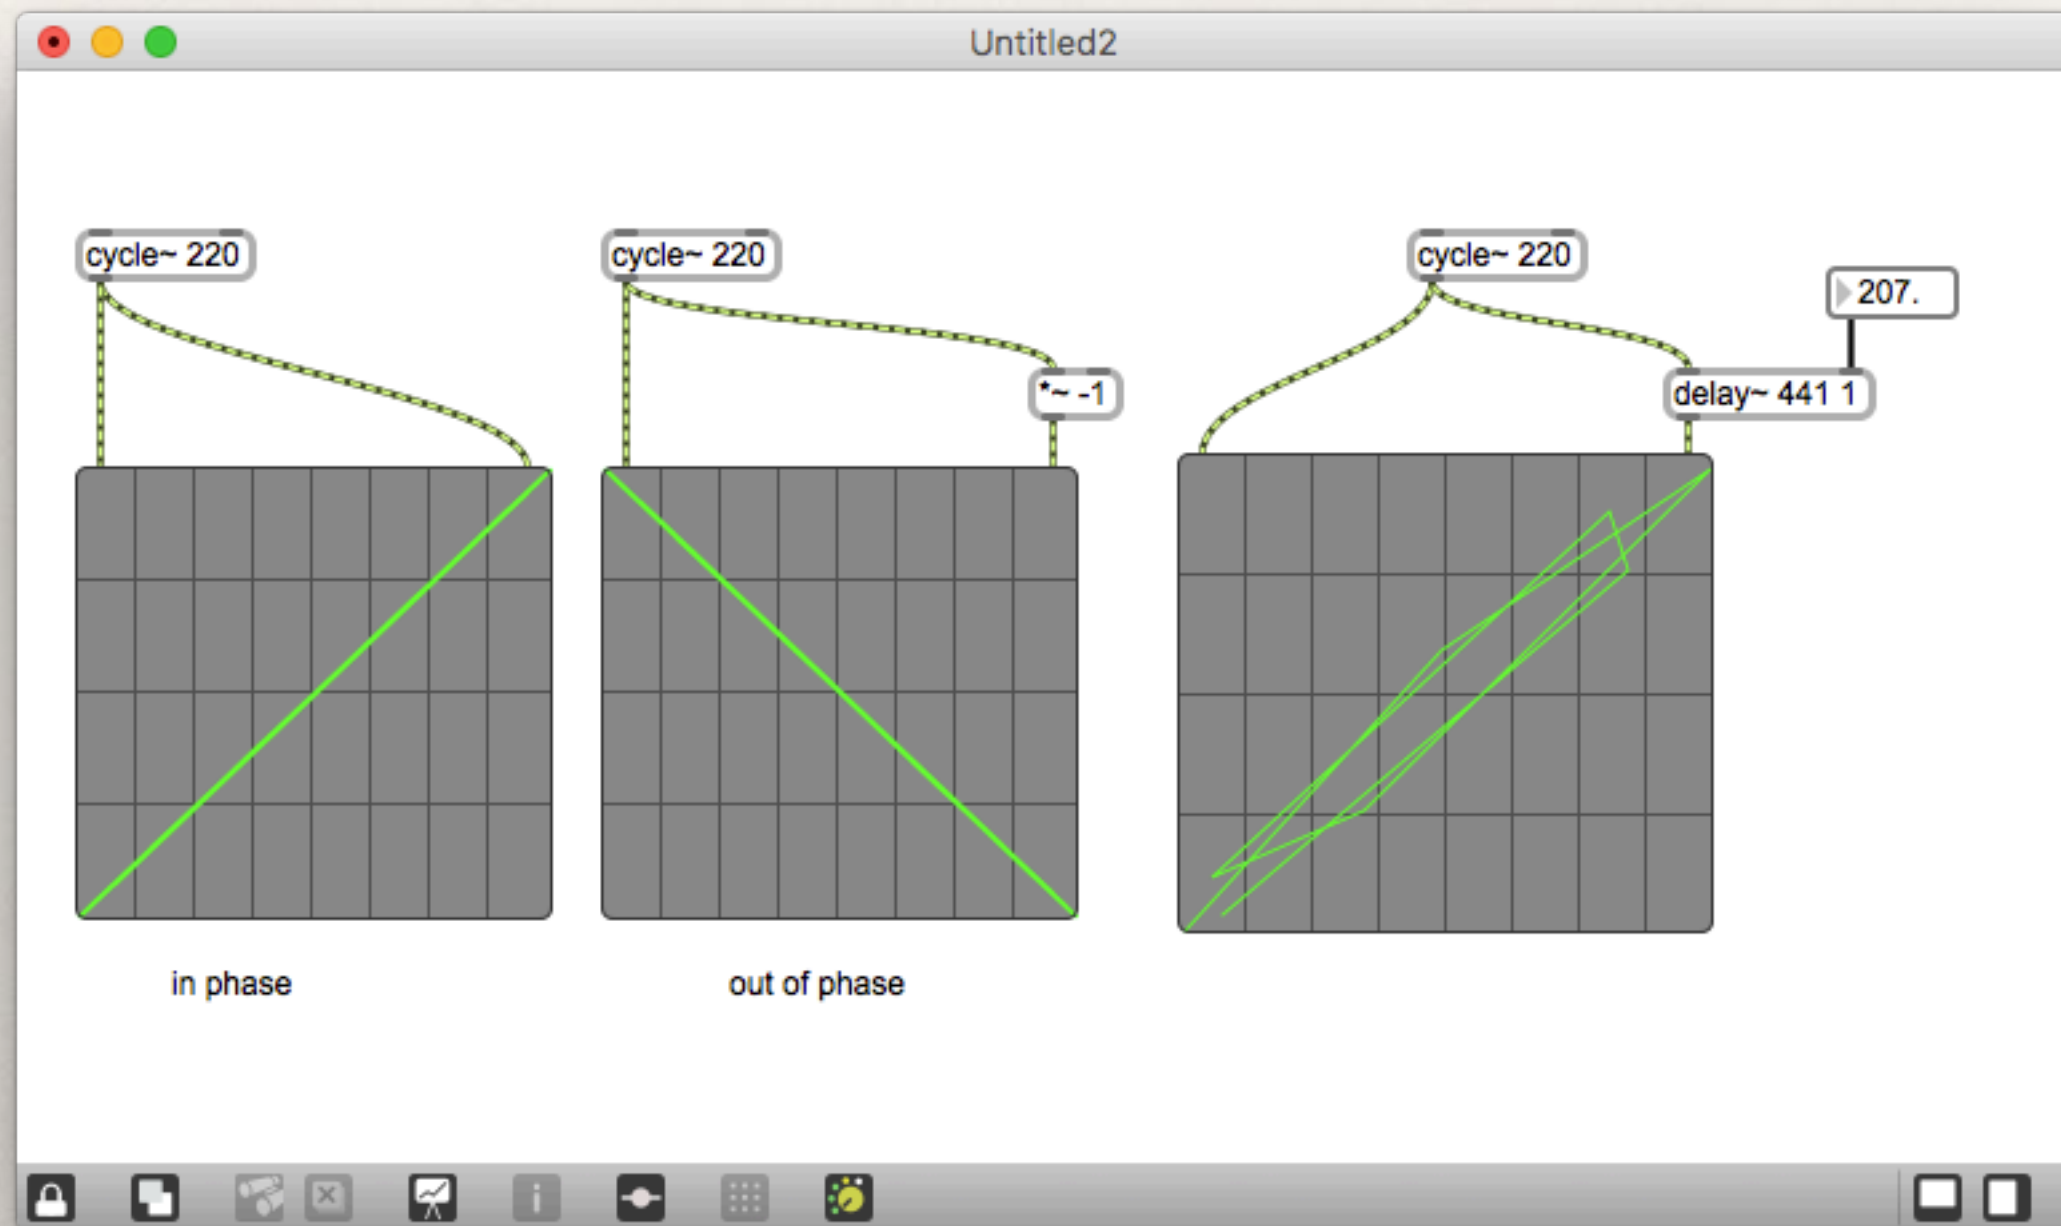 Untitled2
cycle~ 220
cycle~ 220
cycle~ 220
207.
*~ -1
delay~ 441 1
in phase
out of phase